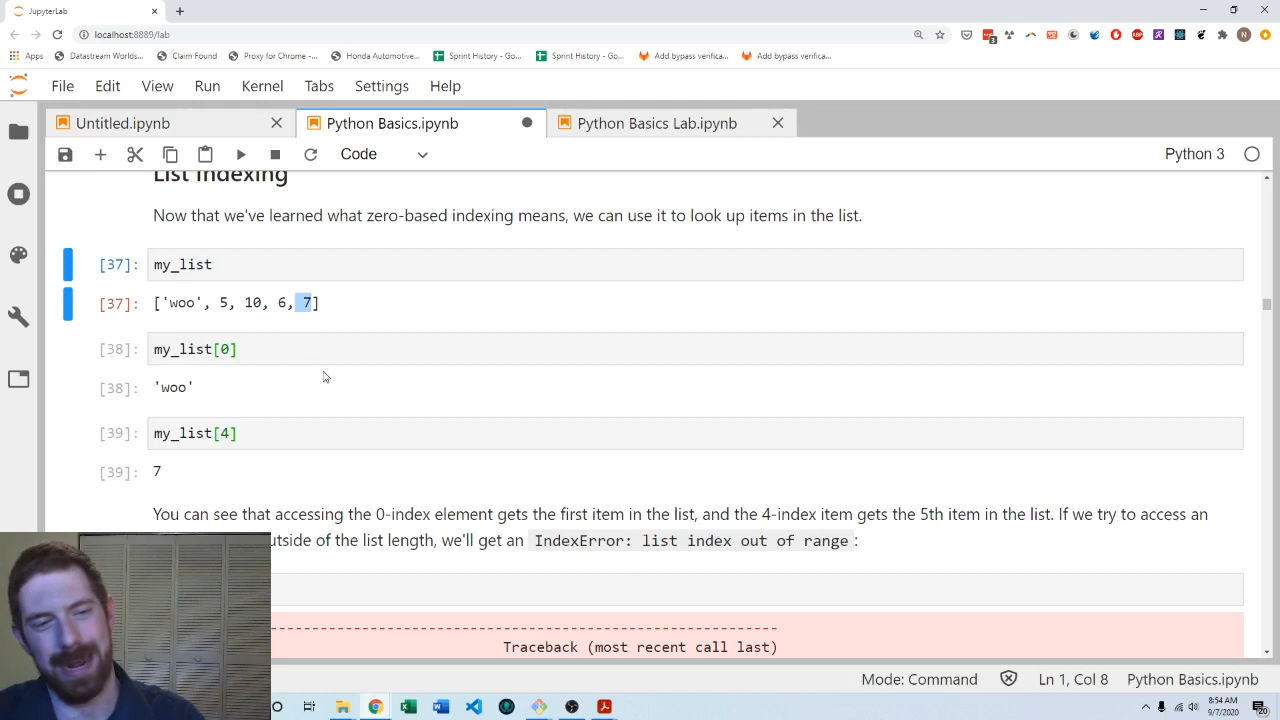 JupyterLab
localhost:8889/lab
Apps Datastream Worlds... Claim Found Proxy for Chrome -... Honda Automotive... Sprint History - Go... Sprint History - Go... Add bypass verifica... Add bypass verifica...
File Edit View Run Kernel Tabs Settings Help
Untitled.ipynb Python Basics.ipynb Python Basics Lab.ipynb
Code Python 3
List Indexing
Now that we've learned what zero-based indexing means, we can use it to look up items in the list.
[37]: my_list
[37]: ['woo', 5, 10, 6, 7]
[38]: my_list[0]
[38]: 'woo'
[39]: my_list[4]
[39]: 7
You can see that accessing the 0-index element gets the first item in the list, and the 4-index item gets the 5th item in the list. If we try to access an
utside of the list length, we'll get an IndexError: list index out of range:
---------------------------------------------------------------
Traceback (most recent call last)
Mode: Command Ln 1, Col 8 Python Basics.ipynb
8:54 AM
9/7/2020
20